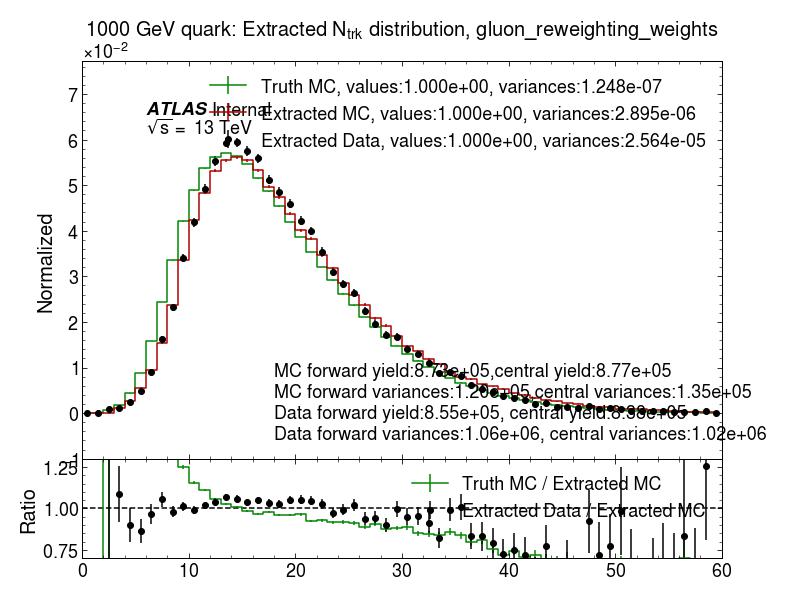 1000 GeV quark: Extracted Ntrk distribution, gluon_reweighting_weights
×10−2
Truth MC, values:1.000e+00, variances:1.248e-07
ATLAS Internal
Extracted MC, values:1.000e+00, variances:2.895e-06
√s = 13 TeV
Extracted Data, values:1.000e+00, variances:2.564e-05
7
6
5
4
3
2
1
0
1
Normalized
MC forward yield:8.73e+05,central yield:8.77e+05
MC forward variances:1.20e+05,central variances:1.35e+05
Data forward yield:8.55e+05, central
Data forward variances:1.06e+06, central variances:1.02e+06
1.25
1.00
0.75
Ratio
Truth MC / Extracted MC
Extracted Data / Extracted MC
0 10 20 30 40 50 60